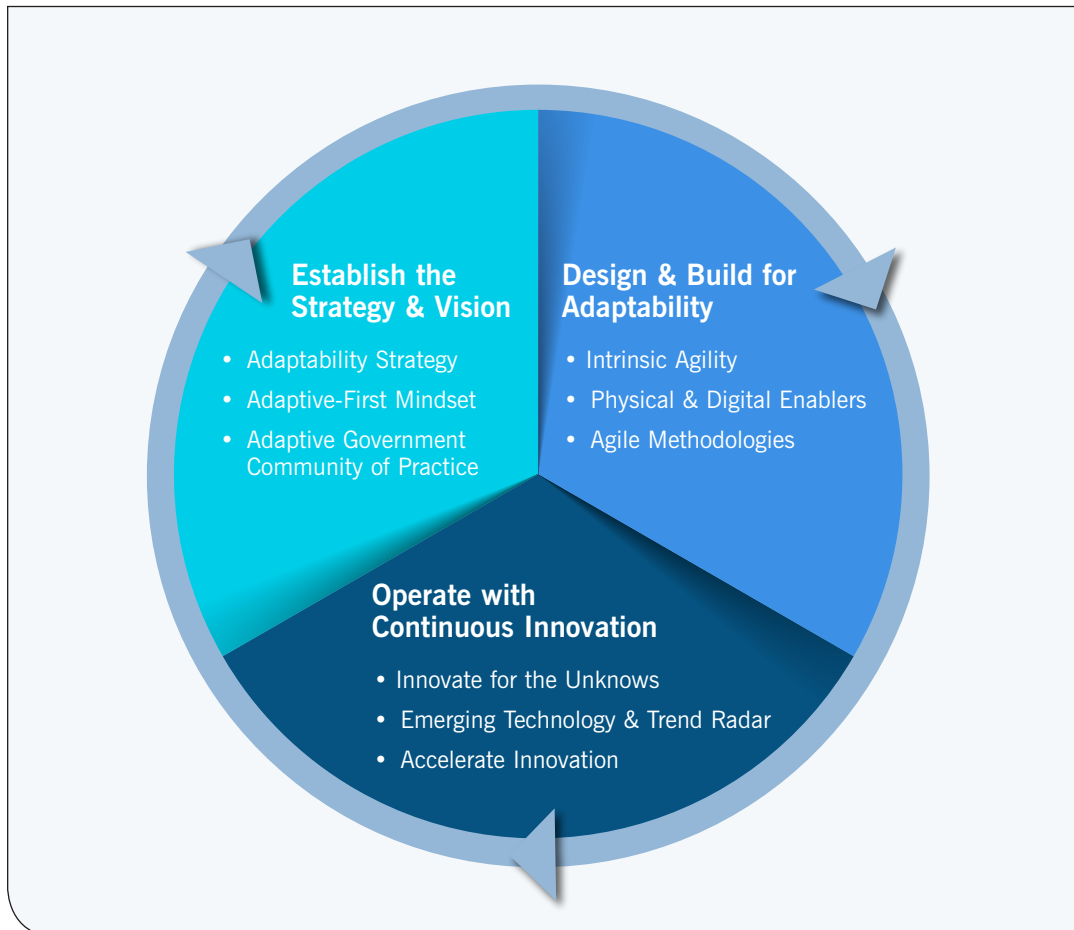 Establish the
Strategy & Vision
• Adaptability Strategy
• Adaptive-First Mindset
• Adaptive Government
Community of Practice
Design & Build for
Adaptability
• Intrinsic Agility
• Physical & Digital Enablers
• Agile Methodologies
Operate with
Continuous Innovation
• Innovate for the Unknows
• Emerging Technology & Trend Radar
• Accelerate Innovation